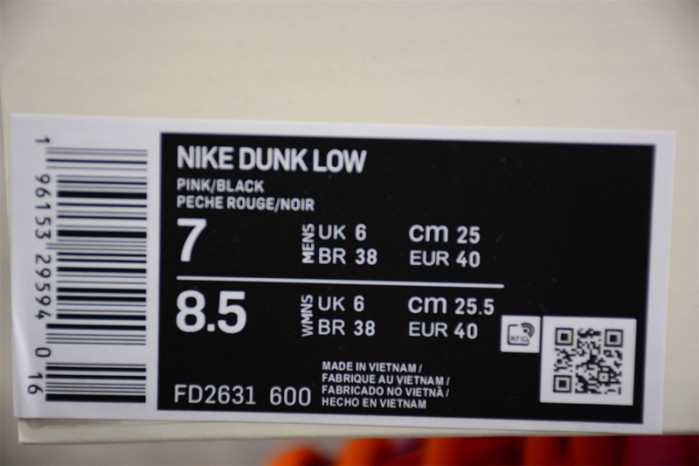 NIKE DUNK LOW
PINK/BLACK
PECHE ROUGE/NOIR
7 MENS UK 6 cm 25
BR 38 EUR 40
8.5 WMNS UK 6 cm 25.5
BR 38 EUR 40
RFID
MADE IN VIETNAM /
FABRIQUE AU VIETNAM /
FABRICADO NO VIETNÃ /
HECHO EN VIETNAM
FD2631 600
1 96153 29594 0 16